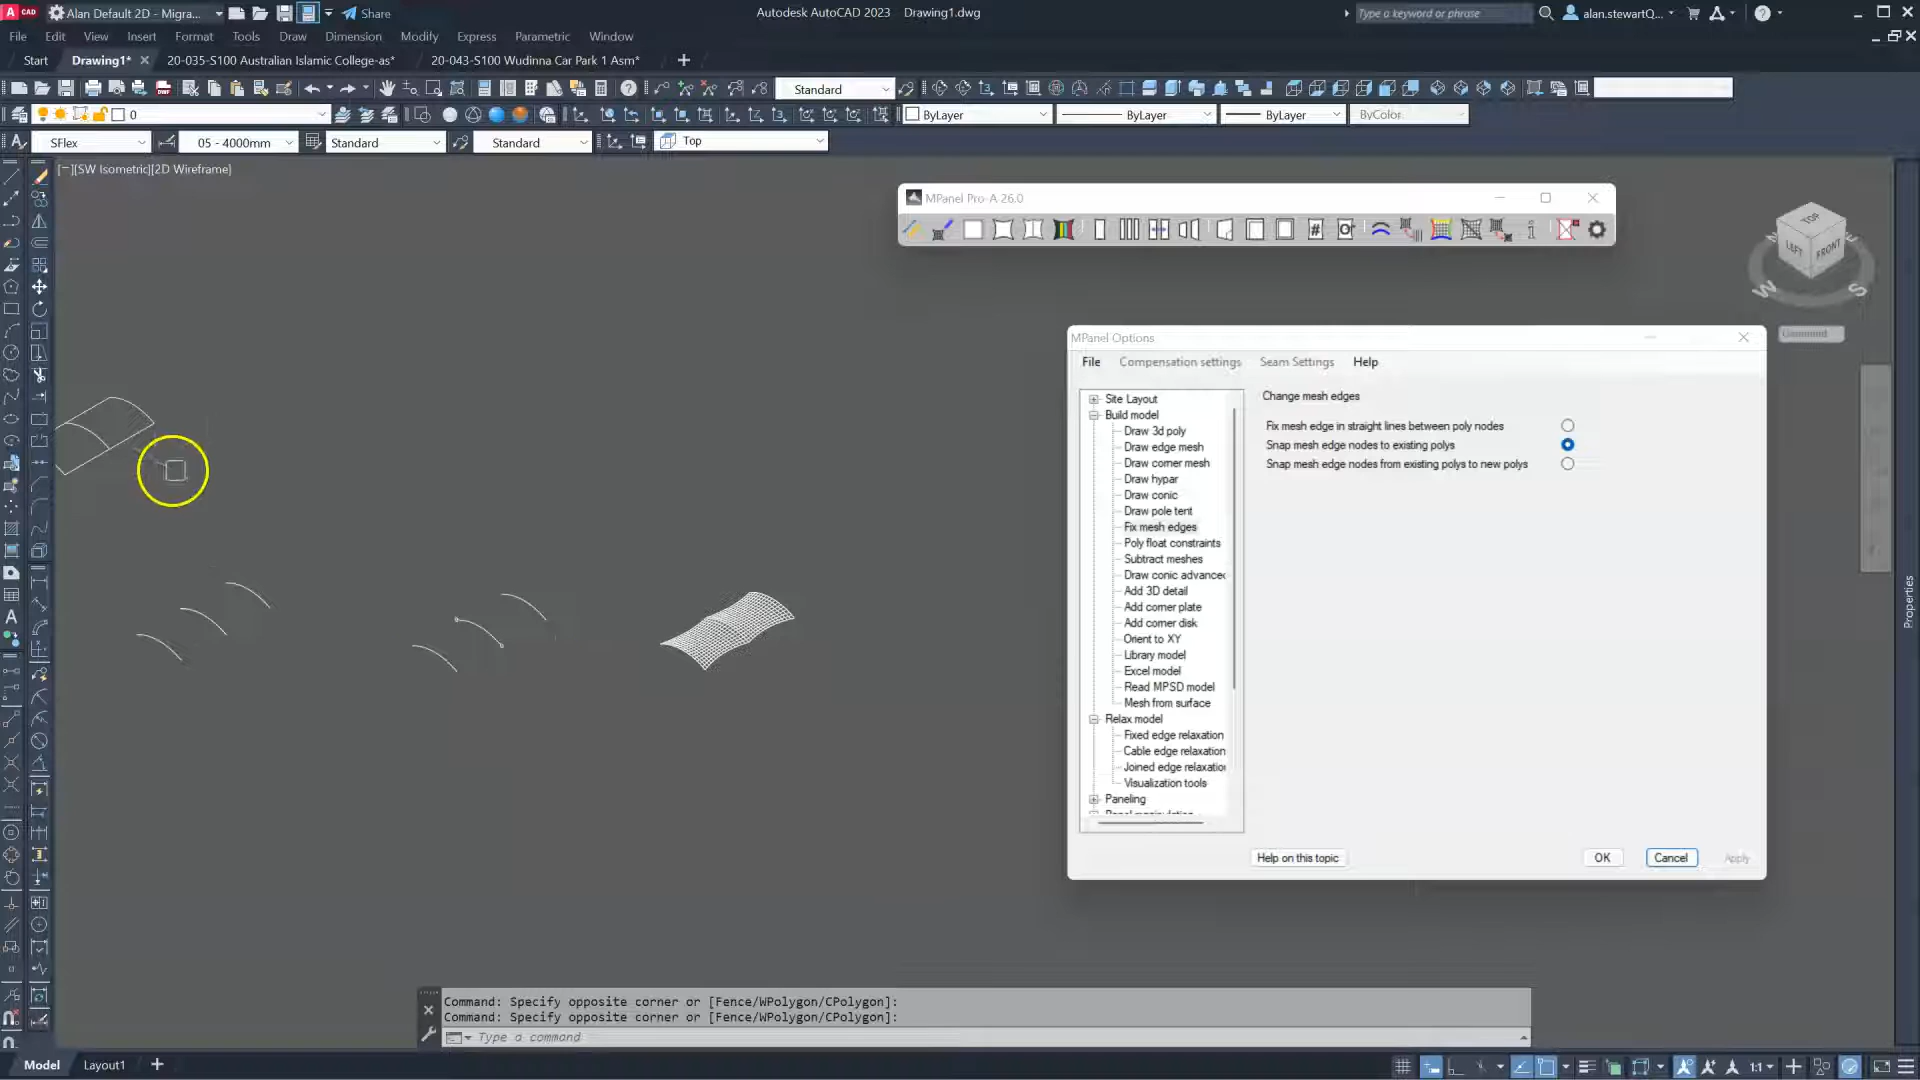 CAD
Alan Default 2D - Migra...
Share
Autodesk AutoCAD 2023 Drawing1.dwg
Type a keyword or phrase
alan.stewartQ...
File Edit View Insert Format Tools Draw Dimension Modify Express Parametric Window
Start Drawing1* 20-035-S100 Australian Islamic College-as* 20-043-S100 Wudinna Car Park 1 Asm*
Standard
0
ByLayer
ByLayer
ByLayer
ByColor
SFlex
05 - 4000mm
Standard
Standard
Top
[−][SW Isometric][2D Wireframe]
MPanel Pro-A 26.0
TOP
LEFT
FRONT
W
S
MPanel Options
File Compensation settings Seam Settings Help
Site Layout
Build model
Draw 3d poly
Draw edge mesh
Draw corner mesh
Draw hypar
Draw conic
Draw pole tent
Fix mesh edges
Poly float constraints
Subtract meshes
Draw conic advanced
Add 3D detail
Add corner plate
Add corner disk
Orient to XY
Library model
Excel model
Read MPSD model
Mesh from surface
Relax model
Fixed edge relaxation
Cable edge relaxation
Joined edge relaxation
Visualization tools
Paneling
Panel manipulation
Change mesh edges
Fix mesh edge in straight lines between poly nodes
Snap mesh edge nodes to existing polys
Snap mesh edge nodes from existing polys to new polys
Help on this topic
OK
Cancel
Apply
Properties
Command: Specify opposite corner or [Fence/WPolygon/CPolygon]:
Command: Specify opposite corner or [Fence/WPolygon/CPolygon]:
Type a command
Model Layout1
1:1